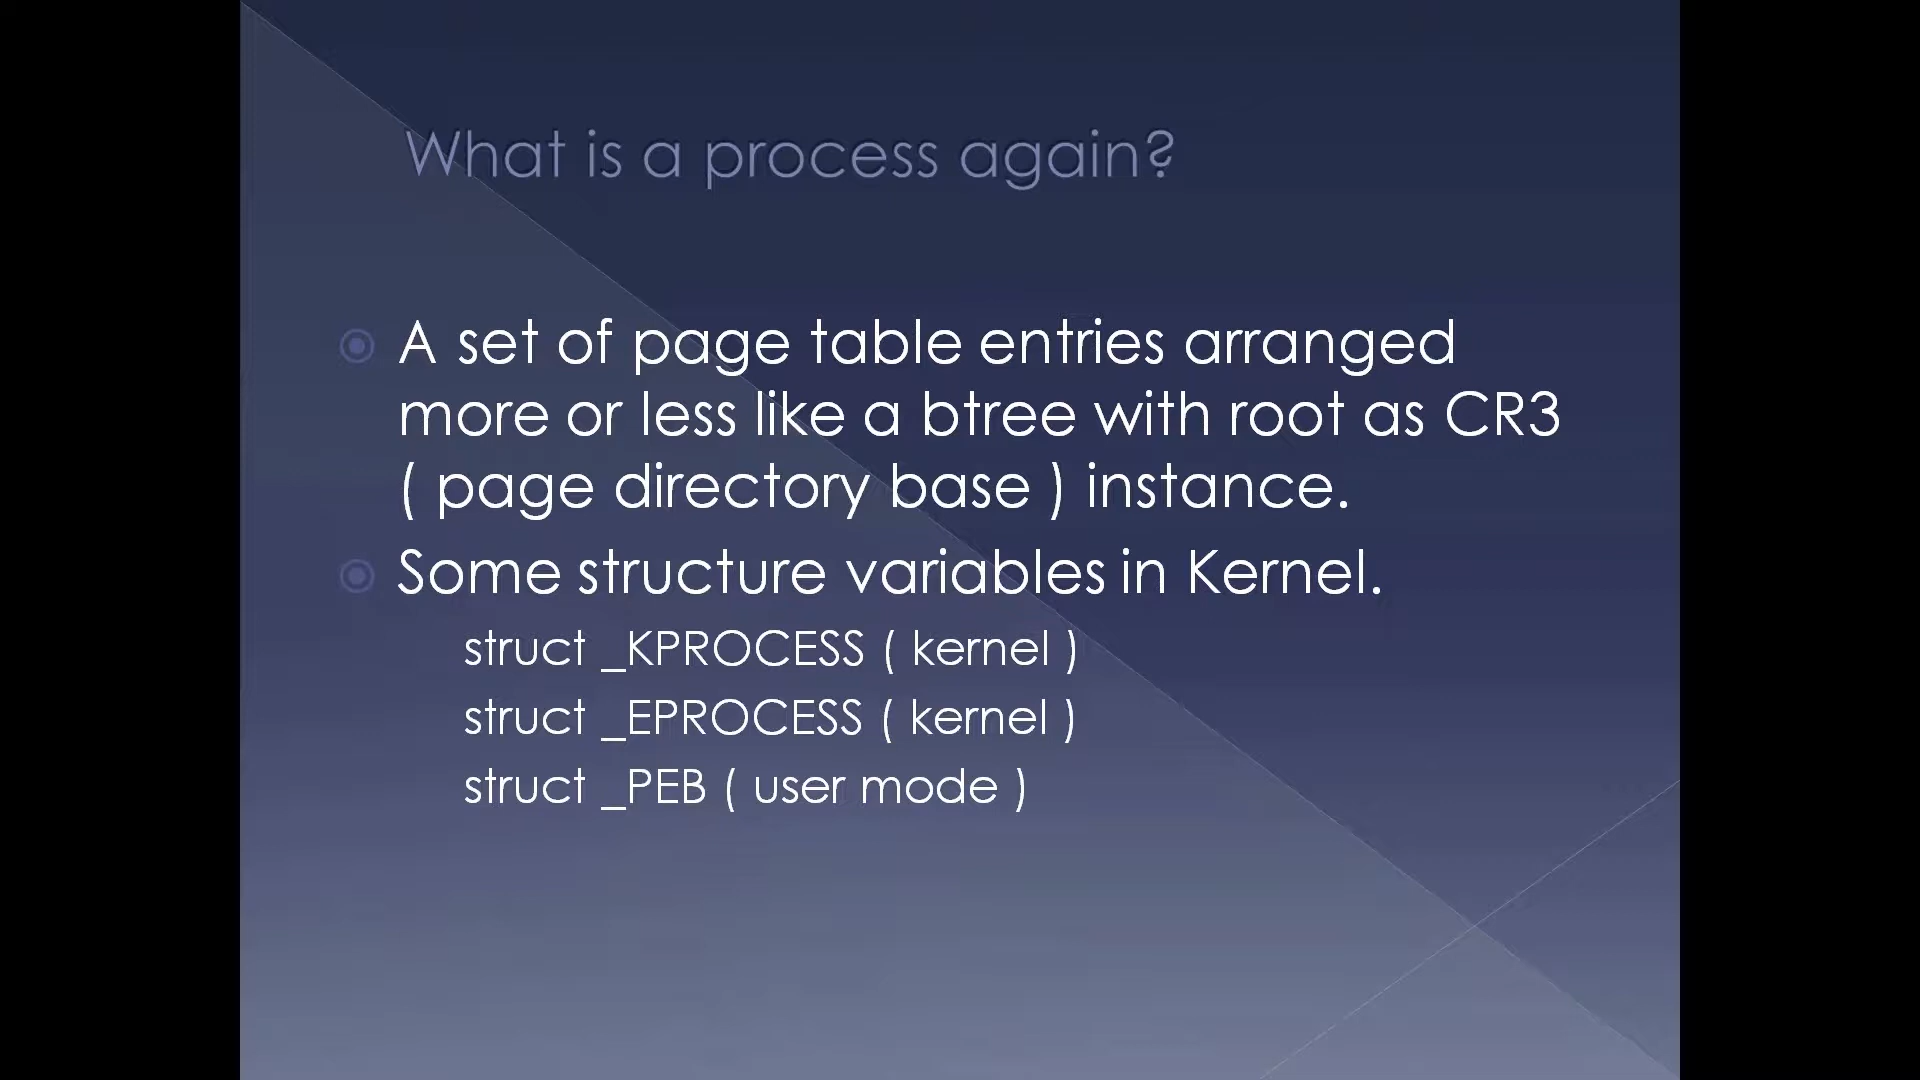 What is a process again?
A set of page table entries arranged
more or less like a btree with root as CR3
( page directory base ) instance.
Some structure variables in Kernel.
struct _KPROCESS ( kernel )
struct _EPROCESS ( kernel )
struct _PEB ( user mode )